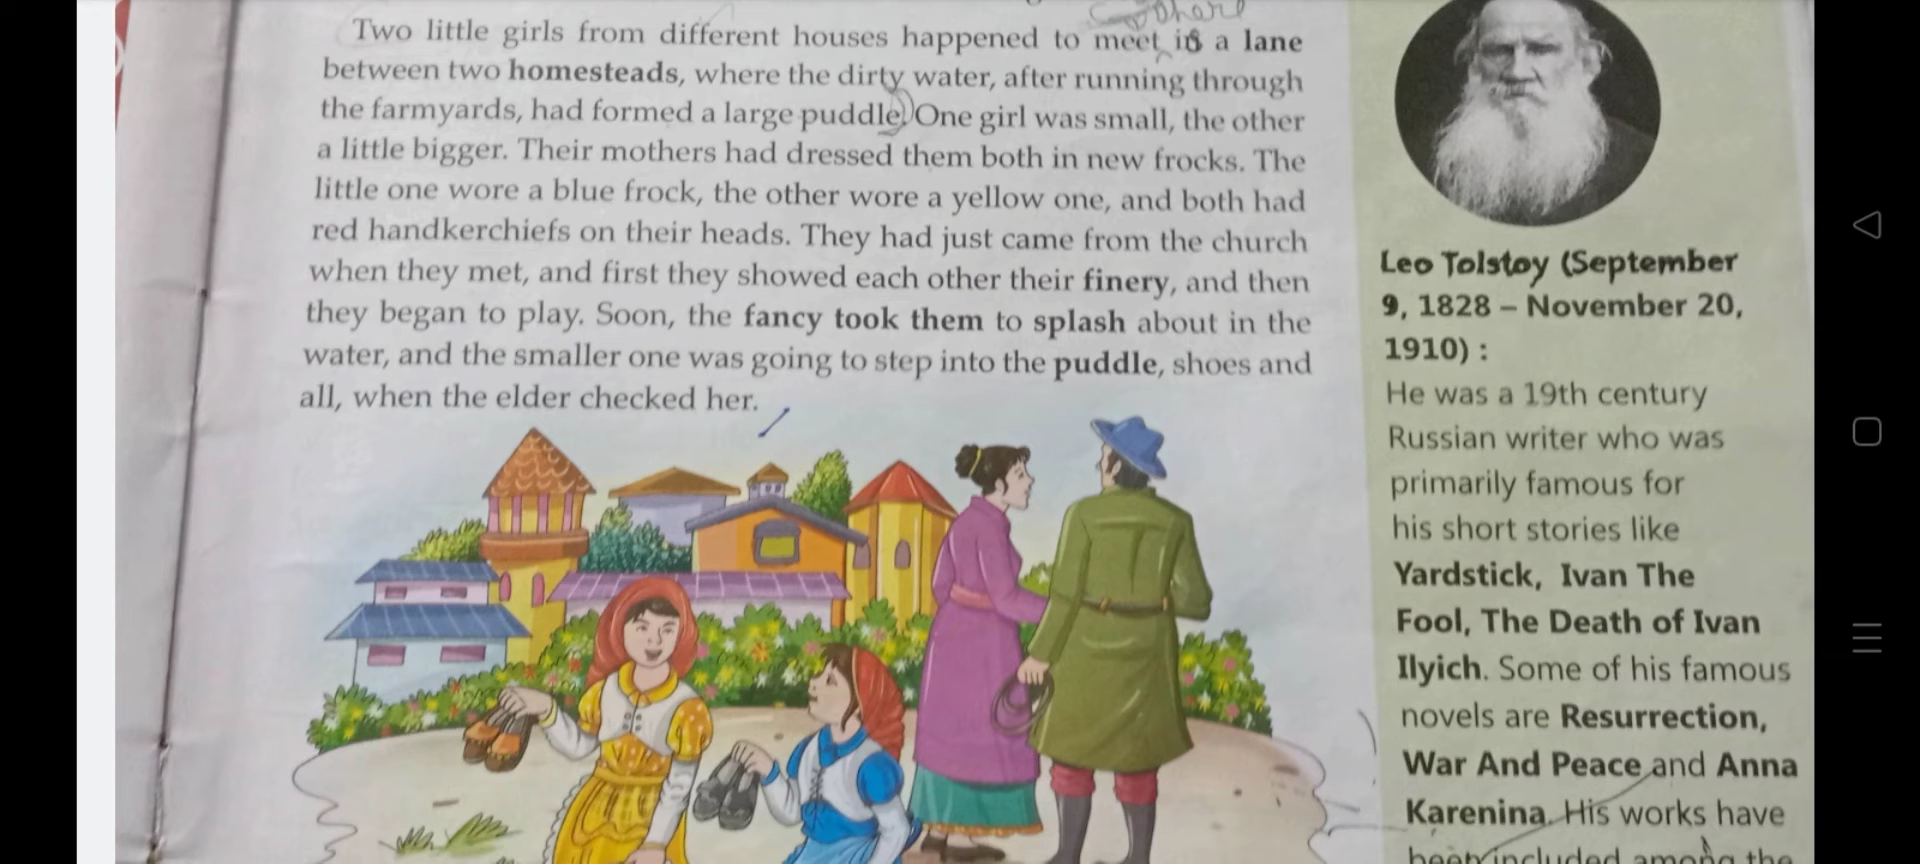 Two little girls from different houses happened to meet in a lane
between two homesteads, where the dirty water, after running through
the farmyards, had formed a large puddle. One girl was small, the other
a little bigger. Their mothers had dressed them both in new frocks. The
little one wore a blue frock, the other wore a yellow one, and both had
red handkerchiefs on their heads. They had just came from the church
when they met, and first they showed each other their finery, and then
they began to play. Soon, the fancy took them to splash about in the
water, and the smaller one was going to step into the puddle, shoes and
all, when the elder checked her.
Leo Tolstoy (September
9, 1828 – November 20,
1910) :
He was a 19th century
Russian writer who was
primarily famous for
his short stories like
Yardstick, Ivan The
Fool, The Death of Ivan
Ilyich. Some of his famous
novels are Resurrection,
War And Peace and Anna
Karenina. His works have
been included among the